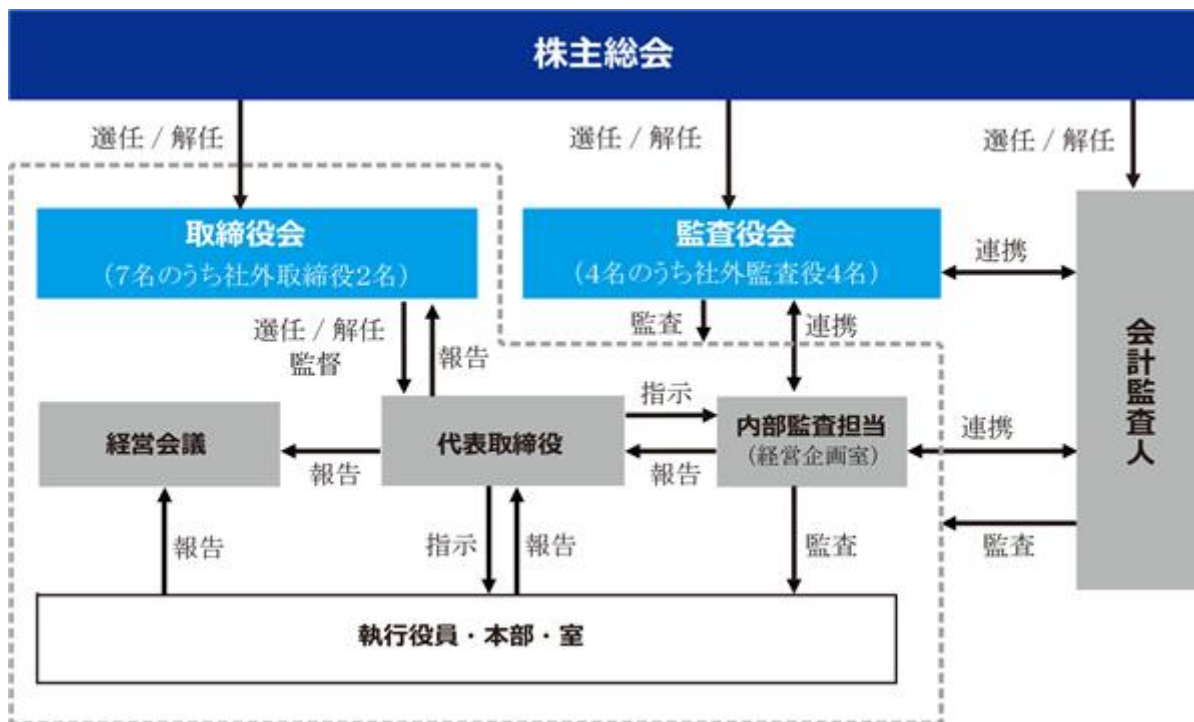 株主総会
選任 / 解任
選任 / 解任
選任 / 解任
取締役会
（7名のうち社外取締役2名）
監査役会
（4名のうち社外監査役4名）
連携
選任 / 解任
監督
報告
監査
連携
会計監査人
指示
経営会議
報告
代表取締役
報告
内部監査担当
（経営企画室）
連携
報告
指示
報告
監査
監査
執行役員・本部・室